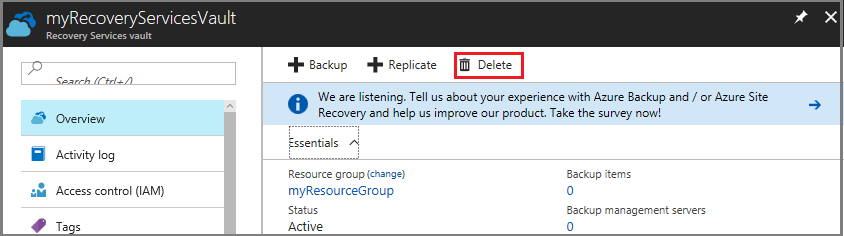 myRecoveryServicesVault
Recovery Services vault
Search (Ctrl+/)
Overview
Activity log
Access control (IAM)
Tags
Backup Replicate Delete
We are listening. Tell us about your experience with Azure Backup and / or Azure Site
Recovery and help us improve our product. Take the survey now!
Essentials
Resource group (change) Backup items
myResourceGroup 0
Status Backup management servers
Active 0